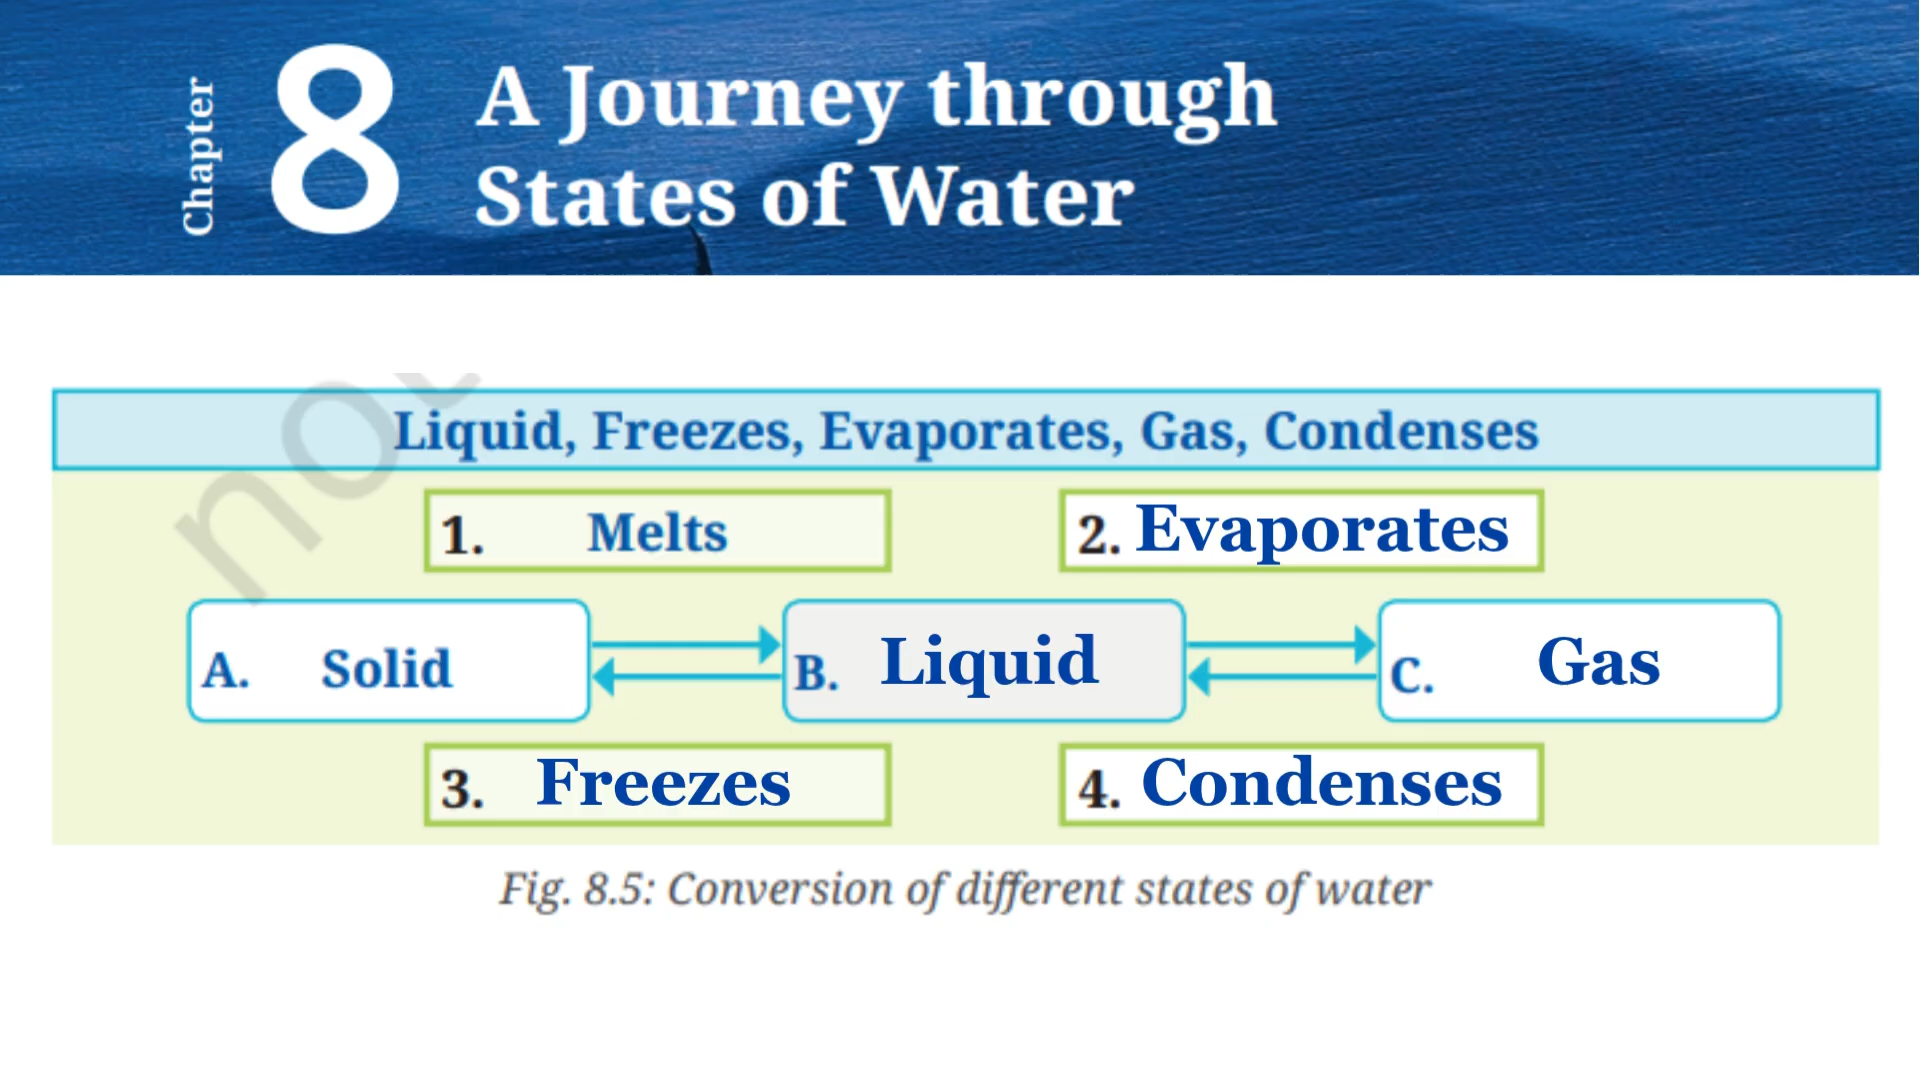 Chapter
8
A Journey through
States of Water
not
Liquid, Freezes, Evaporates, Gas, Condenses
1. Melts
2. Evaporates
A. Solid
B. Liquid
C. Gas
3. Freezes
4. Condenses
Fig. 8.5: Conversion of different states of water